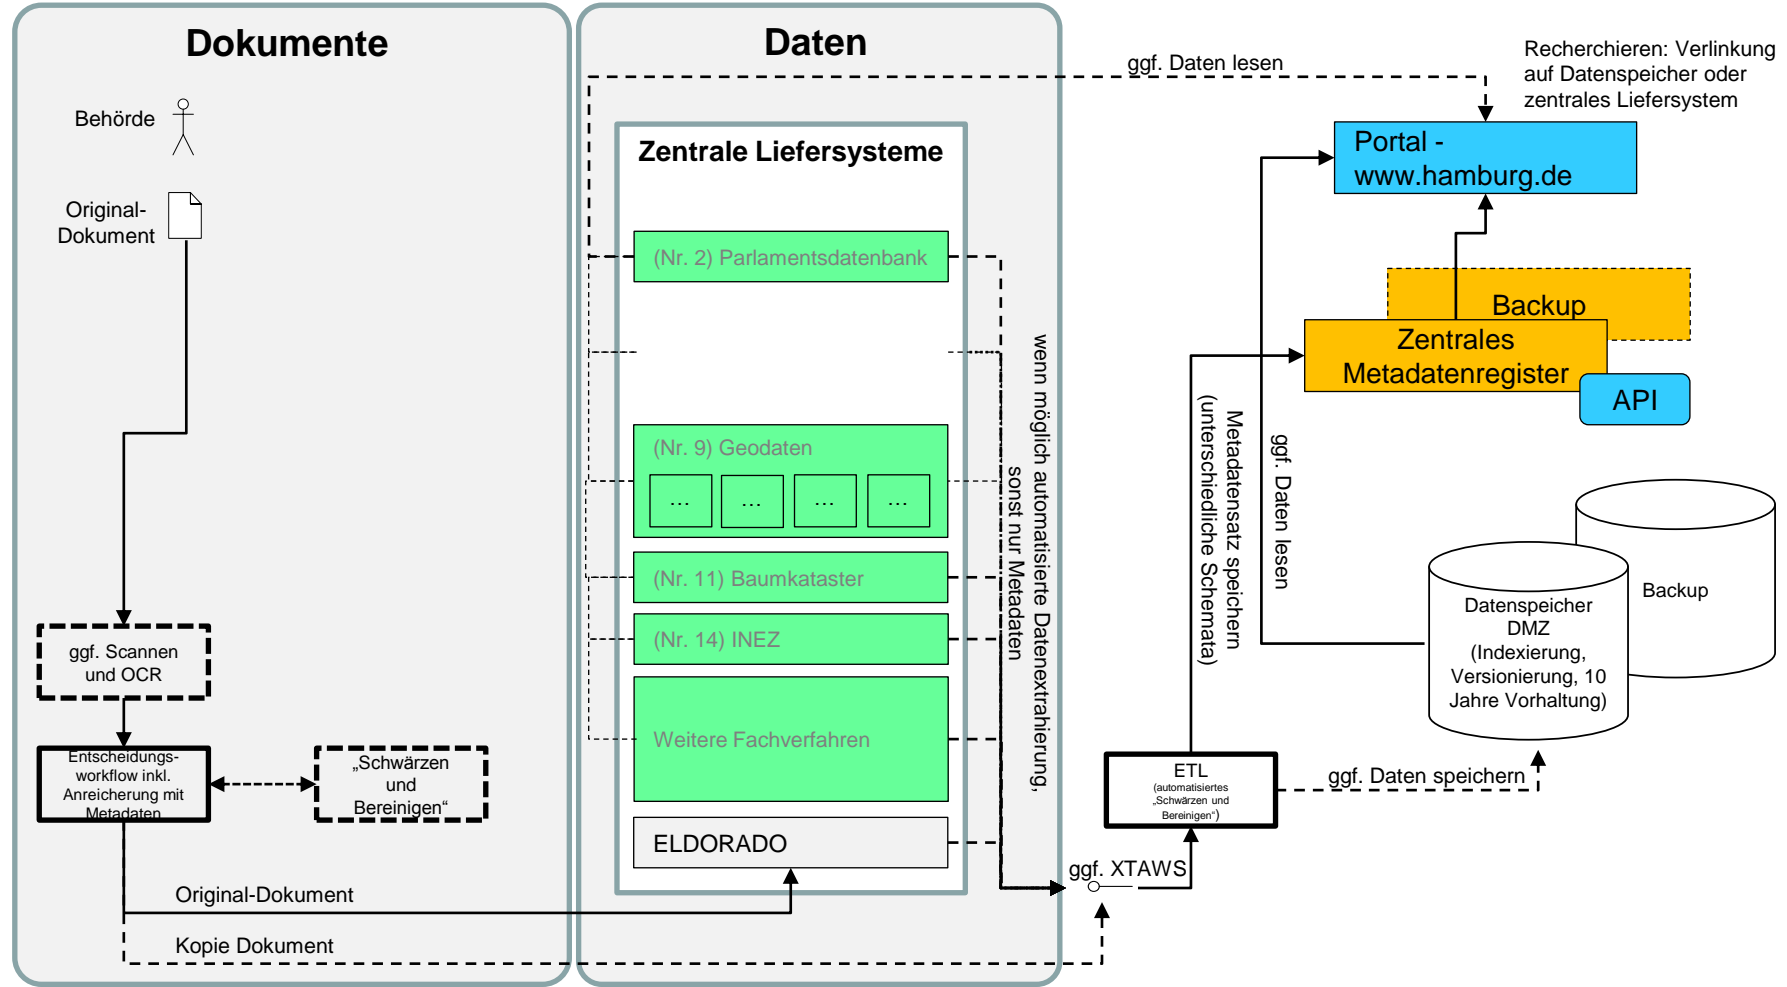 Dokumente
Behörde
Original-
Dokument
ggf. Scannen
und OCR
Entscheidungs-
workflow inkl.
Anreicherung mit
Metadaten
„Schwärzen
und
Bereinigen“
Original-Dokument
Kopie Dokument
Daten
Zentrale Liefersysteme
(Nr. 2) Parlamentsdatenbank
(Nr. 9) Geodaten
...
...
...
...
(Nr. 11) Baumkataster
(Nr. 14) INEZ
Weitere Fachverfahren
ELDORADO
wenn möglich automatisierte Datenextrahierung,
sonst nur Metadaten
ggf. Daten lesen
Recherchieren: Verlinkung
auf Datenspeicher oder
zentrales Liefersystem
Portal -
www.hamburg.de
Backup
Zentrales
Metadatenregister
API
Metadatensatz speichern
(unterschiedliche Schemata)
ggf. Daten lesen
Datenspeicher
DMZ
(Indexierung,
Versionierung, 10
Jahre Vorhaltung)
Backup
ETL
(automatisiertes
„Schwärzen und
Bereinigen“)
ggf. Daten speichern
ggf. XTAWS